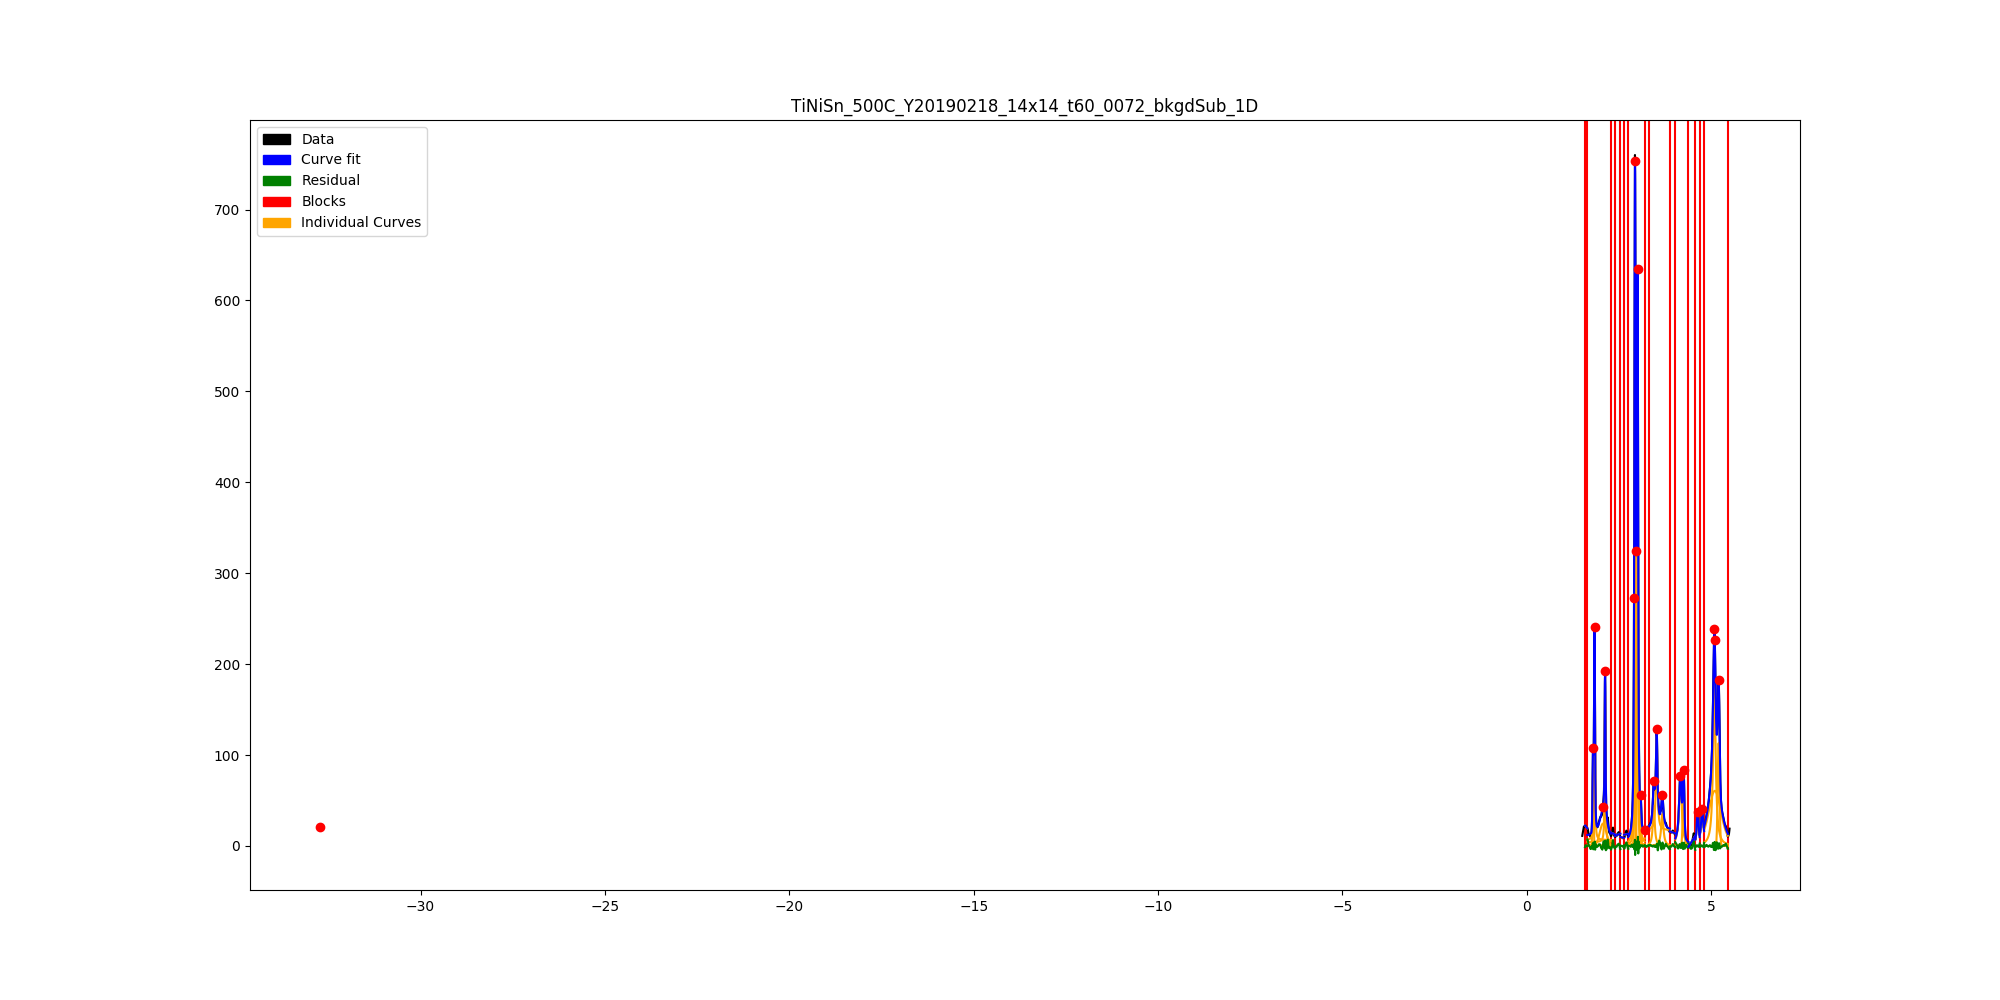 TiNiSn_500C_Y20190218_14x14_t60_0072_bkgdSub_1D
Data
Curve fit
Residual
Blocks
Individual Curves
700
600
500
400
300
200
100
0
−30 −25 −20 −15 −10 −5 0 5